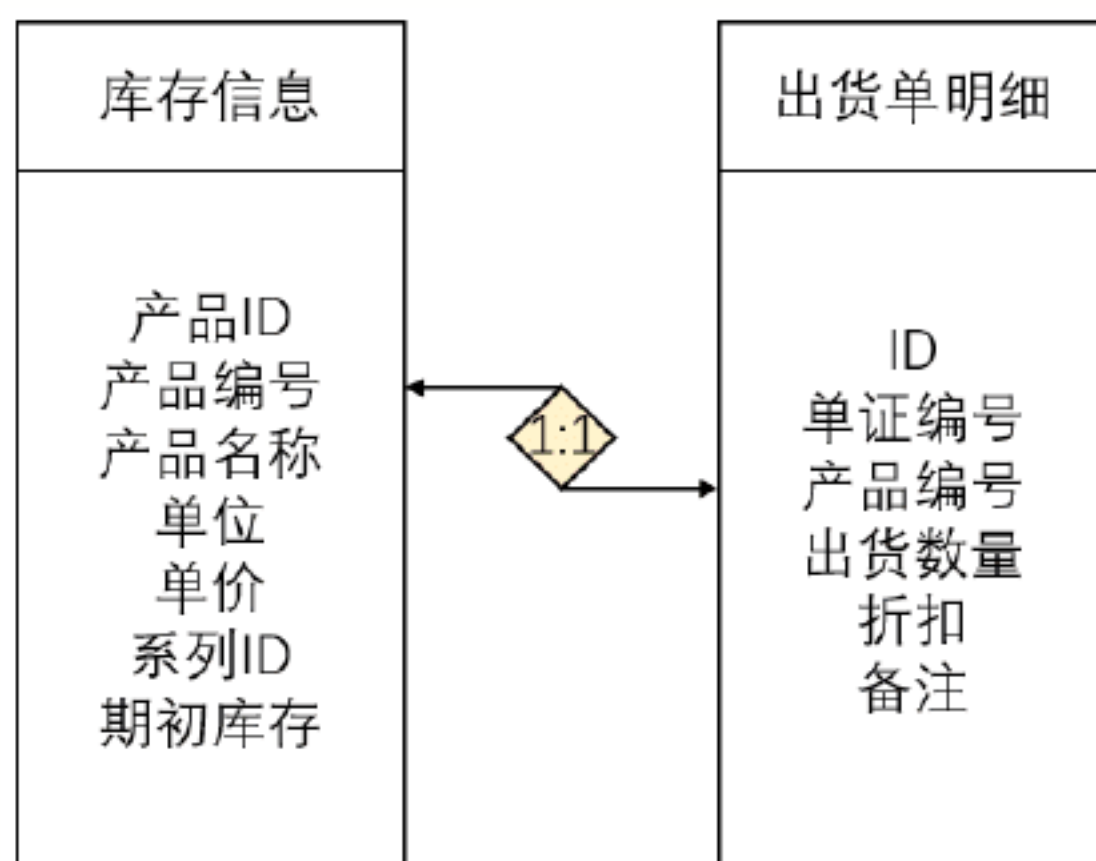 库存信息
产品ID
产品编号
产品名称
单位
单价
系列ID
期初库存
1:1
出货单明细
ID
单证编号
产品编号
出货数量
折扣
备注